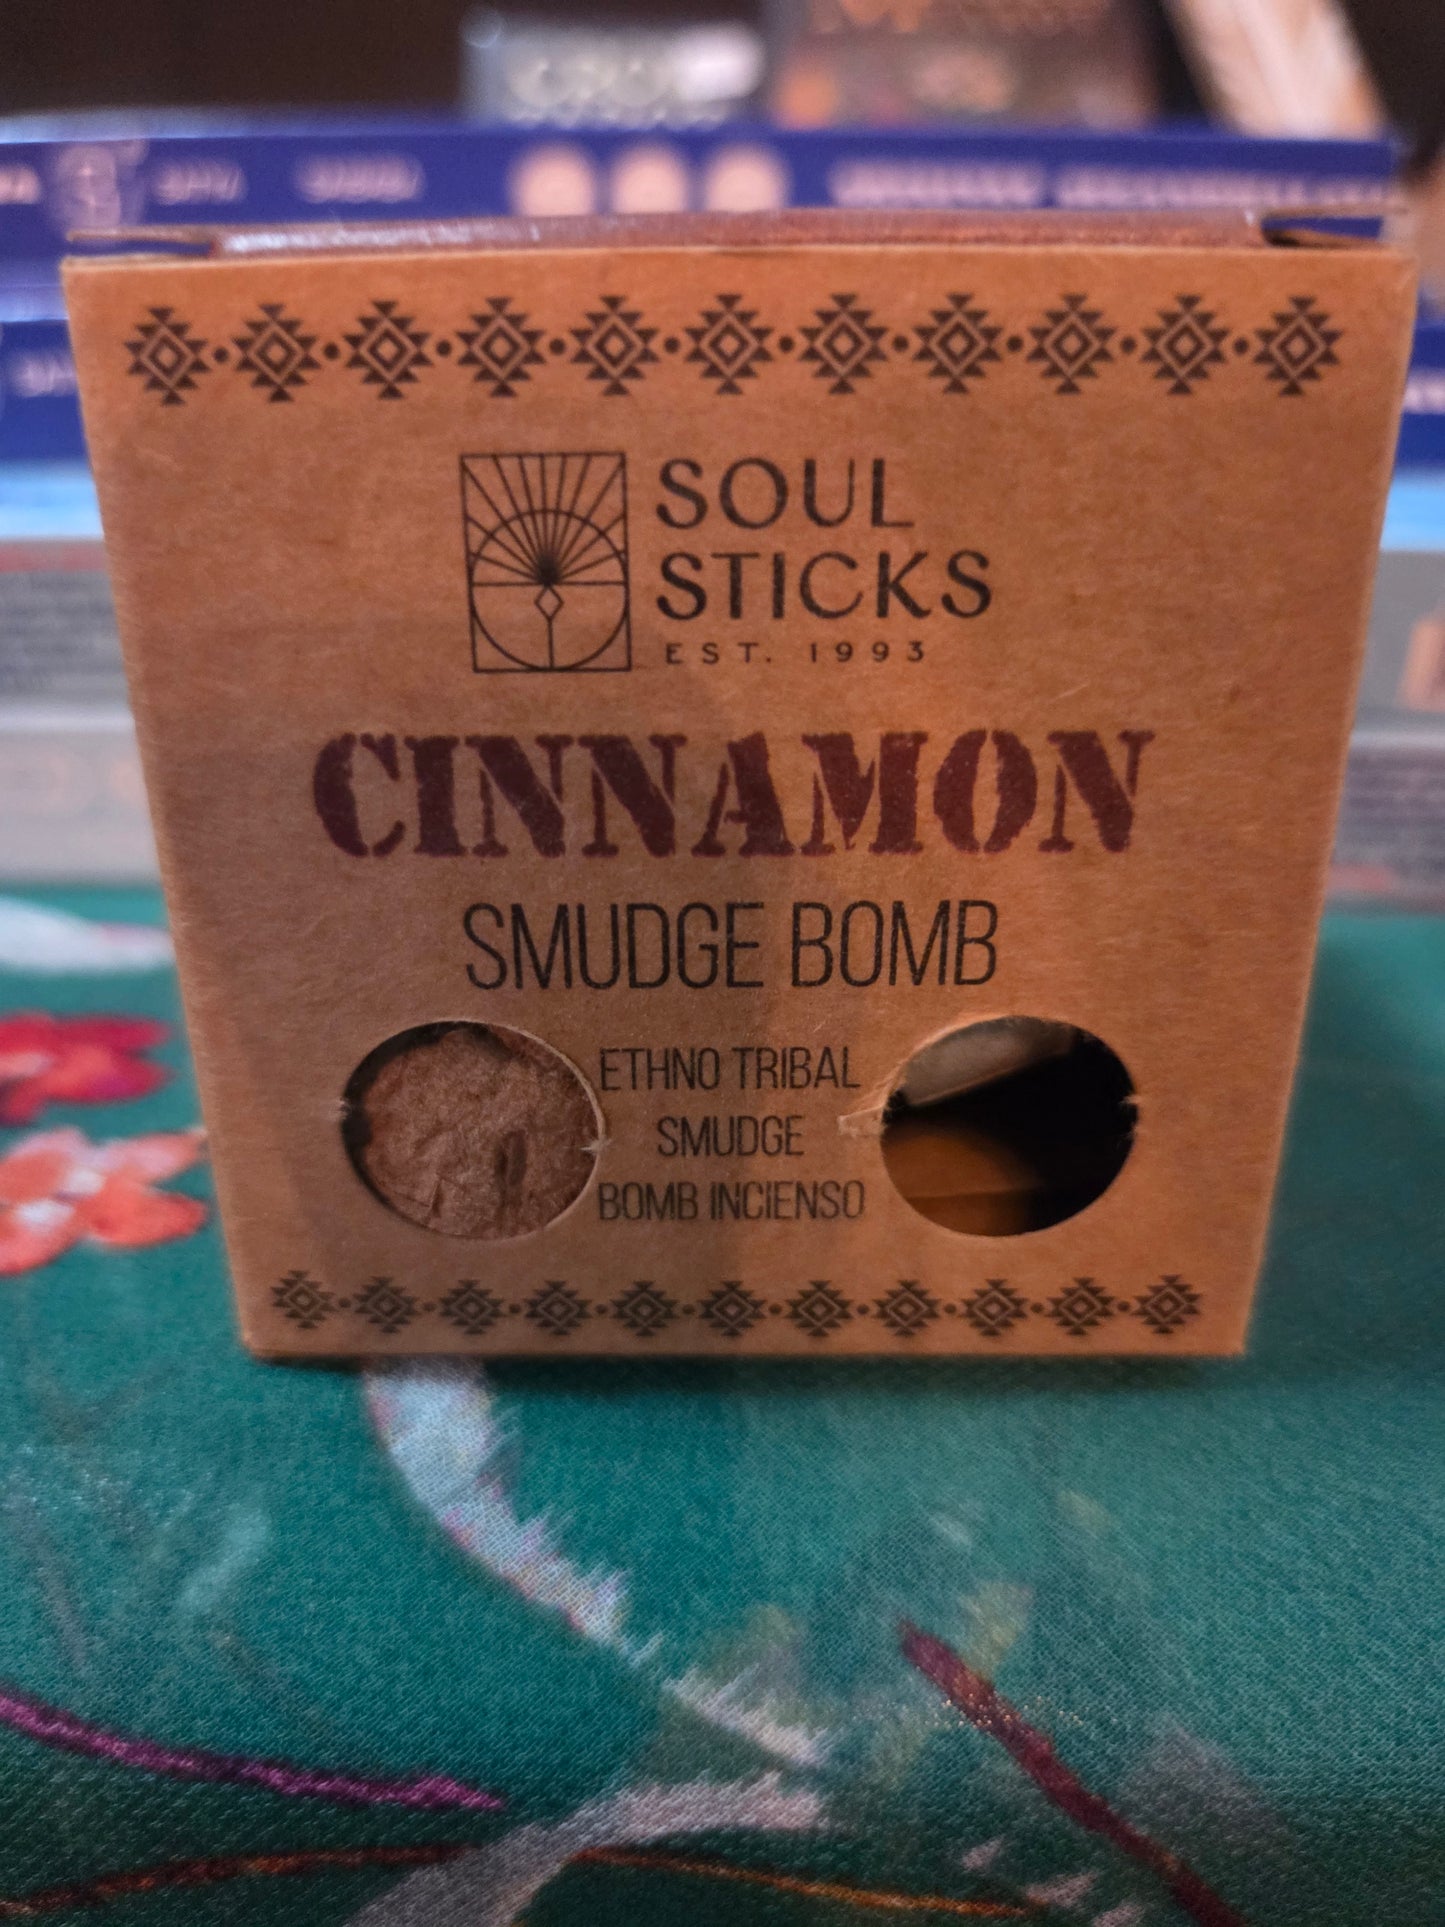 SOUL
STICKS
EST. 1993
CINNAMON
SMUDGE BOMB
ETHNO TRIBAL
SMUDGE
BOMB INCIENSO